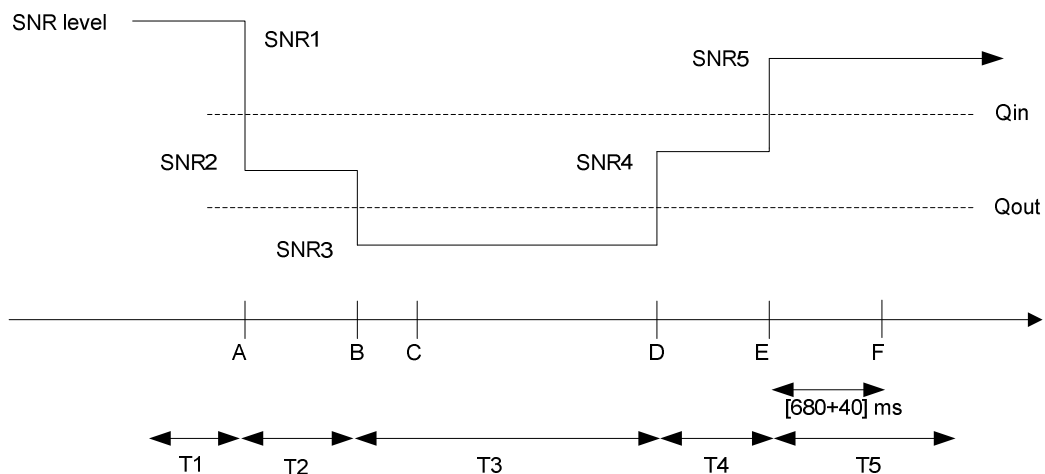 SNR level
SNR1
SNR5
Qin
SNR2
SNR4
Qout
SNR3
A
B
C
D
E
F
[680+40] ms
T1
T2
T3
T4
T5